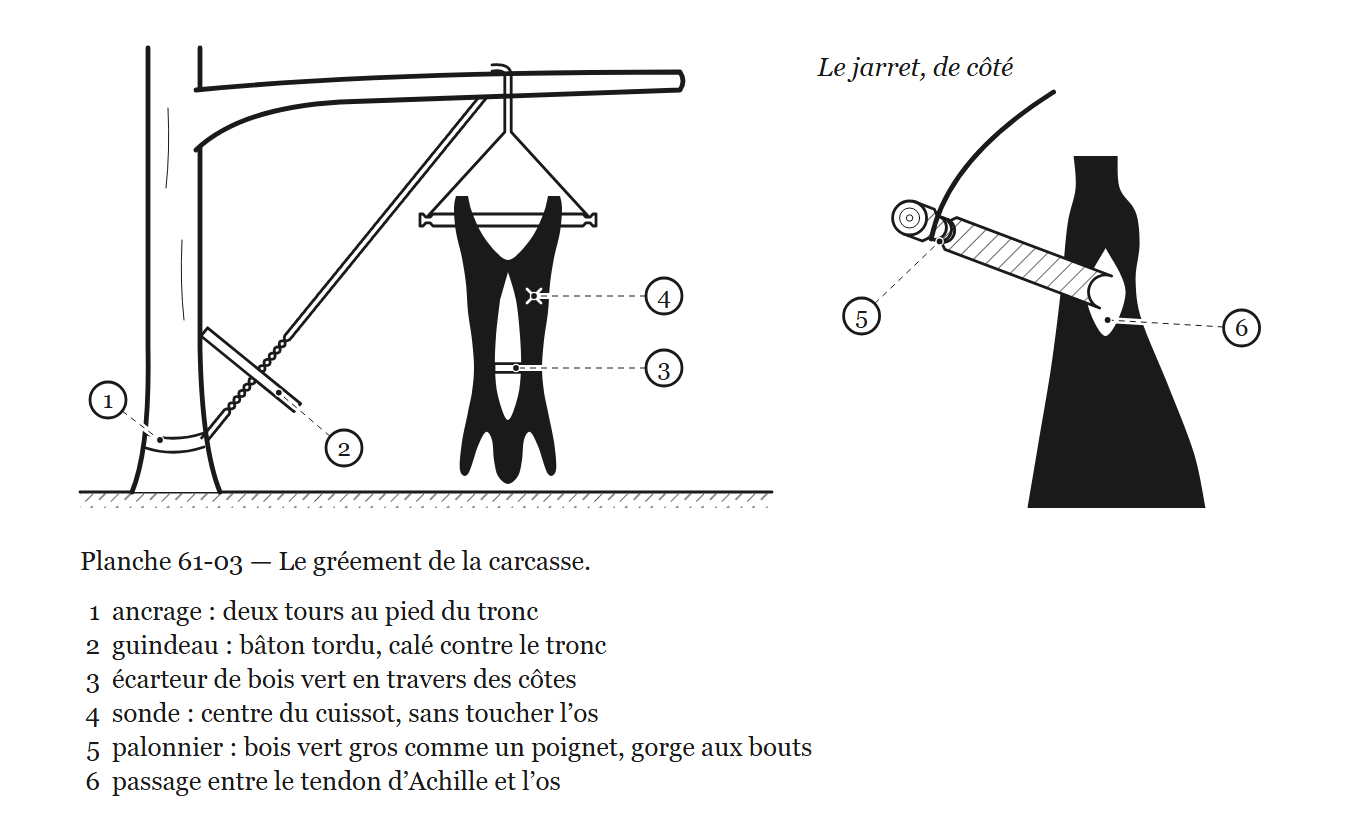 Le jarret, de côté
1
2
3
4
5
6
Planche 61-03 — Le gréement de la carcasse.
1 ancrage : deux tours au pied du tronc
2 guindeau : bâton tordu, calé contre le tronc
3 écarteur de bois vert en travers des côtes
4 sonde : centre du cuissot, sans toucher l’os
5 palonnier : bois vert gros comme un poignet, gorge aux bouts
6 passage entre le tendon d’Achille et l’os